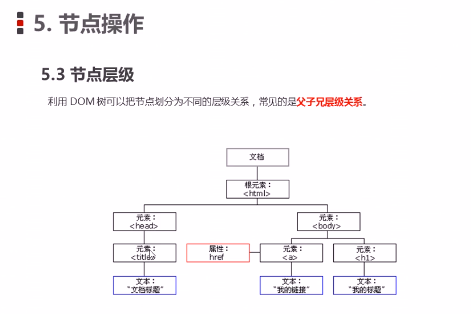 5. 节点操作
5.3 节点层级
利用 DOM 树可以把节点划分为不同的层级关系，常见的是父子兄层级关系。
文档
根元素：
<html>
元素：
<head>
元素：
<body>
元素：
<title>
属性：
href
元素：
<a>
元素：
<h1>
文本：
"文档标题"
文本：
"我的链接"
文本：
"我的标题"